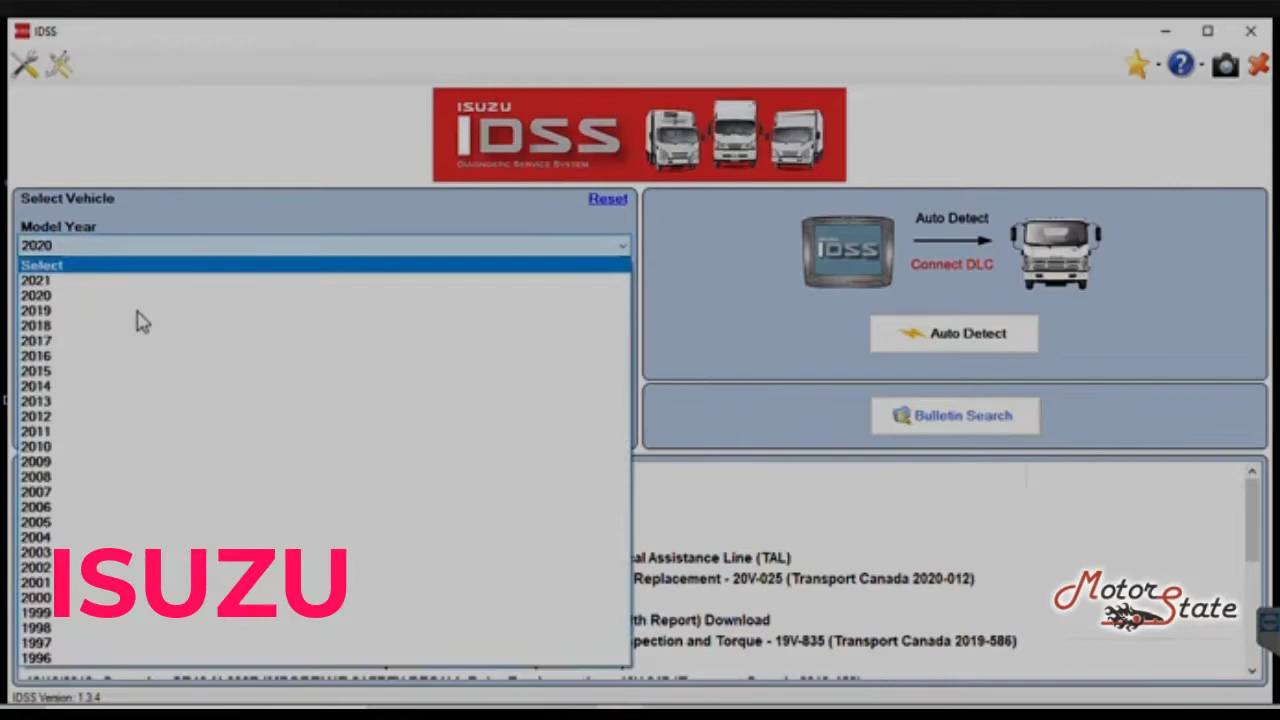 IDSS
ISUZU
IDSS
DIAGNOSTIC SERVICE SYSTEM
Select Vehicle
Reset
Model Year
2020
Select
2021
2020
2019
2018
2017
2016
2015
2014
2013
2012
2011
2010
2009
2008
2007
2006
2005
2004
2003
2002
2001
2000
1999
1998
1997
1996
Auto Detect
IDSS
Connect DLC
Auto Detect
Bulletin Search
al Assistance Line (TAL)
Replacement - 20V-025 (Transport Canada 2020-012)
th Report) Download
pection and Torque - 19V-835 (Transport Canada 2019-586)
ISUZU
Motor
State
IDSS Version: 1.3.4